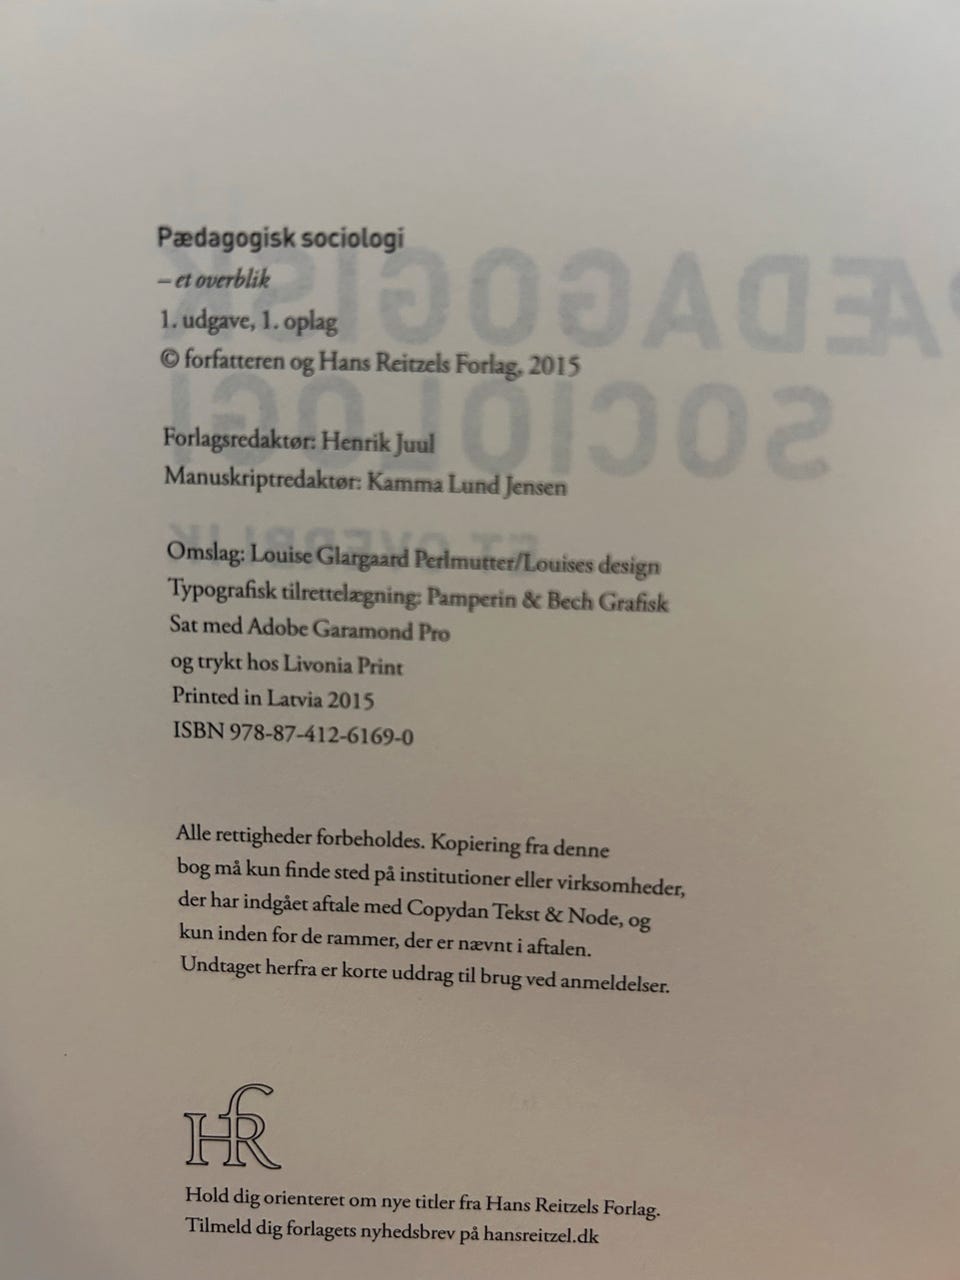 Pædagogisk sociologi
– et overblik
1. udgave, 1. oplag
© forfatteren og Hans Reitzels Forlag, 2015
Forlagsredaktør: Henrik Juul
Manuskriptredaktør: Kamma Lund Jensen
Omslag: Louise Glargaard Perlmutter/Louises design
Typografisk tilrettelægning: Pamperin & Bech Grafisk
Sat med Adobe Garamond Pro
og trykt hos Livonia Print
Printed in Latvia 2015
ISBN 978-87-412-6169-0
Alle rettigheder forbeholdes. Kopiering fra denne
bog må kun finde sted på institutioner eller virksomheder,
der har indgået aftale med Copydan Tekst & Node, og
kun inden for de rammer, der er nævnt i aftalen.
Undtaget herfra er korte uddrag til brug ved anmeldelser.
HfR
Hold dig orienteret om nye titler fra Hans Reitzels Forlag.
Tilmeld dig forlagets nyhedsbrev på hansreitzel.dk
PÆDAGOGISK
SOCIOLOGI
ET OVERBLIK